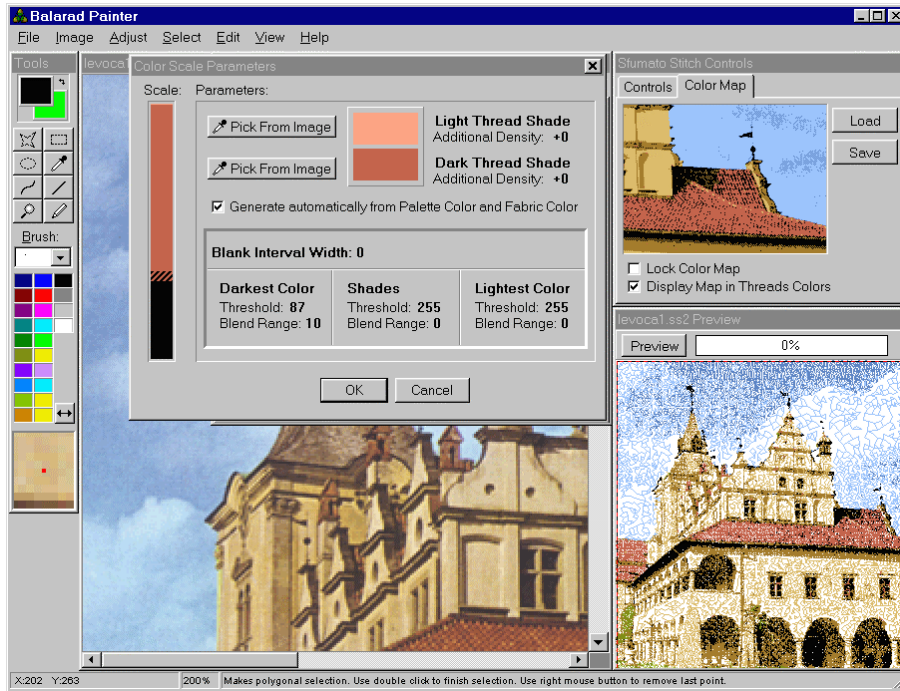 Balarad Painter
File Image Adjust Select Edit View Help
Tools
levoca1
Color Scale Parameters
Scale:
Parameters:
Pick From Image
Light Thread Shade
Additional Density: +0
Pick From Image
Dark Thread Shade
Additional Density: +0
Generate automatically from Palette Color and Fabric Color
Blank Interval Width: 0
Darkest Color
Threshold: 87
Blend Range: 10
Shades
Threshold: 255
Blend Range: 0
Lightest Color
Threshold: 255
Blend Range: 0
OK
Cancel
Brush:
Sfumato Stitch Controls
Controls
Color Map
Load
Save
Lock Color Map
Display Map in Threads Colors
levoca1.ss2 Preview
Preview
0%
X:202 Y:263
200%
Makes polygonal selection. Use double click to finish selection. Use right mouse button to remove last point.